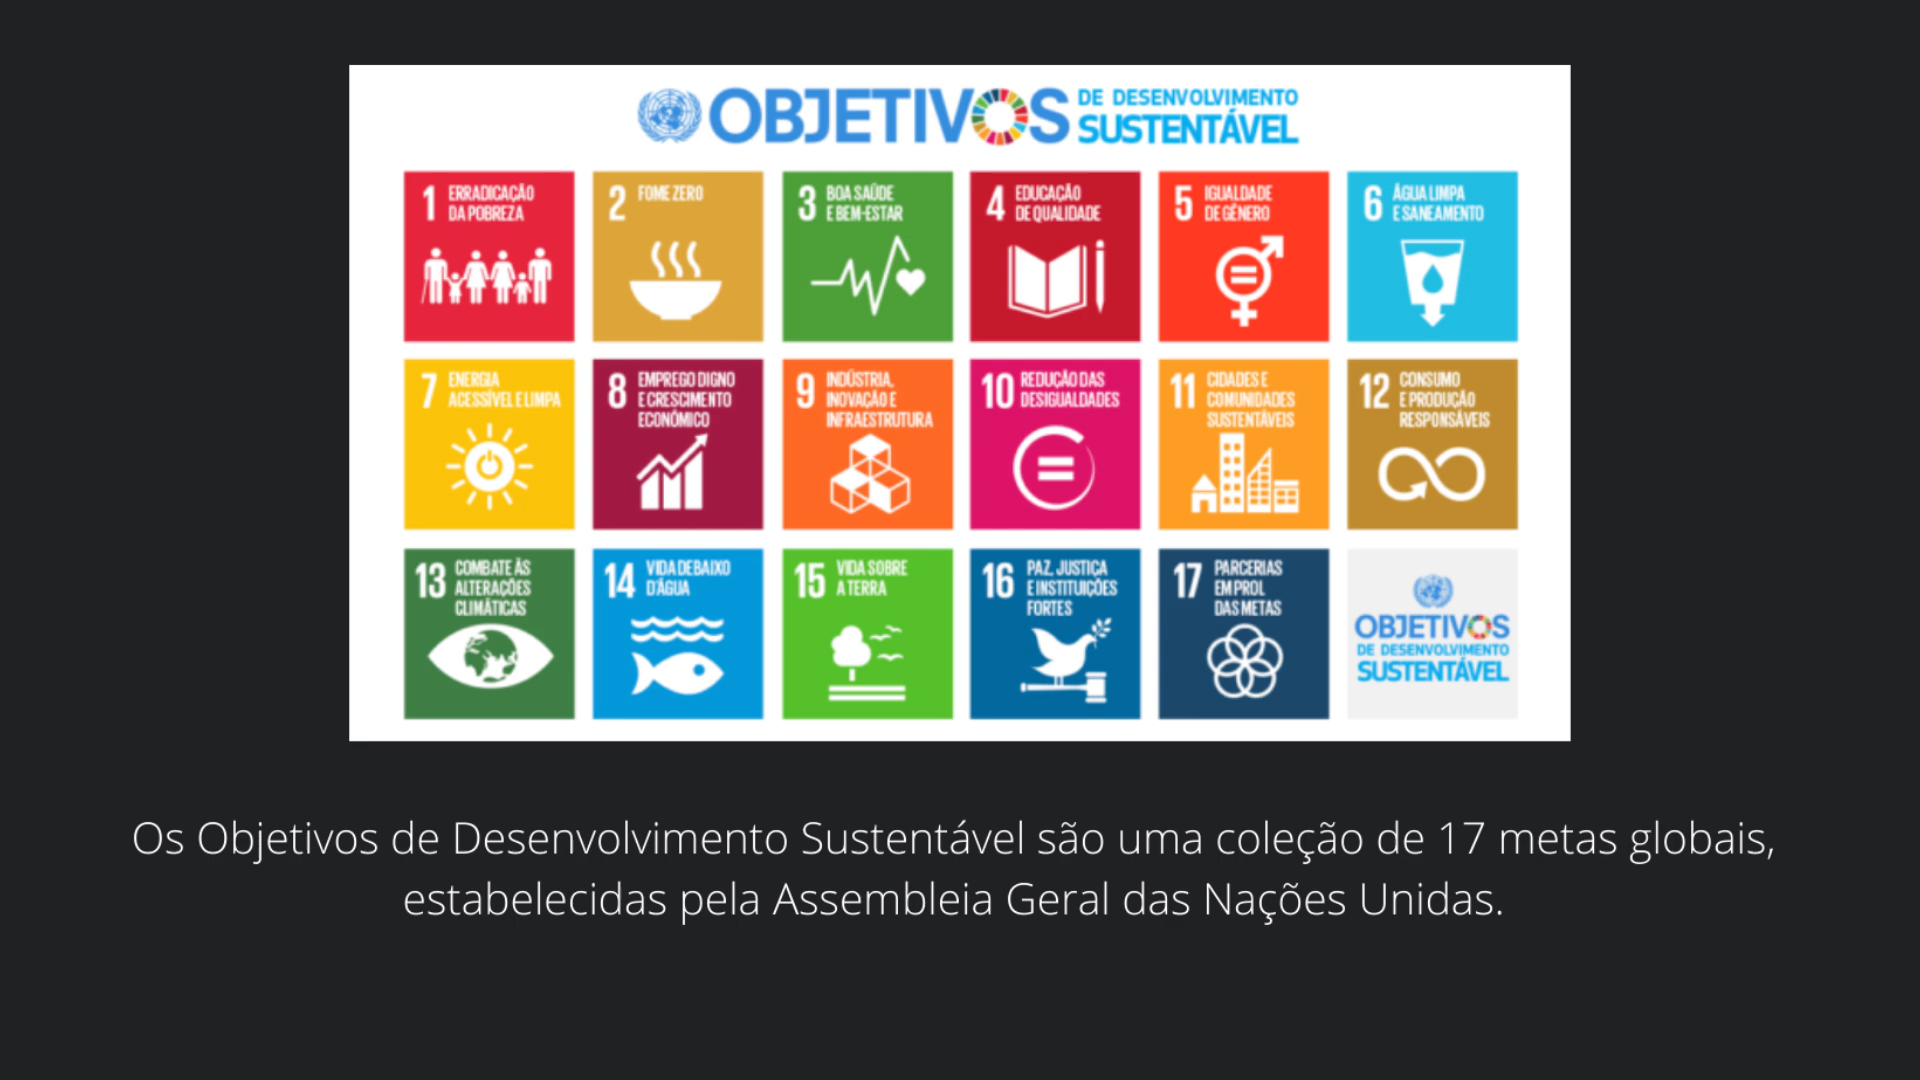 OBJETIVOS DE DESENVOLVIMENTO
SUSTENTÁVEL
1 ERRADICAÇÃO
DA POBREZA
2 FOME ZERO
3 BOA SAÚDE
E BEM-ESTAR
4 EDUCAÇÃO
DE QUALIDADE
5 IGUALDADE
DE GÊNERO
6 ÁGUA LIMPA
E SANEAMENTO
7 ENERGIA
ACESSÍVEL E LIMPA
8 EMPREGO DIGNO
E CRESCIMENTO
ECONÔMICO
9 INDÚSTRIA,
INOVAÇÃO E
INFRAESTRUTURA
10 REDUÇÃO DAS
DESIGUALDADES
11 CIDADES E
COMUNIDADES
SUSTENTÁVEIS
12 CONSUMO
E PRODUÇÃO
RESPONSÁVEIS
13 COMBATE ÀS
ALTERAÇÕES
CLIMÁTICAS
14 VIDA DEBAIXO
D'ÁGUA
15 VIDA SOBRE
A TERRA
16 PAZ, JUSTIÇA
E INSTITUIÇÕES
FORTES
17 PARCERIAS
EM PROL
DAS METAS
OBJETIVOS
DE DESENVOLVIMENTO
SUSTENTÁVEL
Os Objetivos de Desenvolvimento Sustentável são uma coleção de 17 metas globais,
estabelecidas pela Assembleia Geral das Nações Unidas.